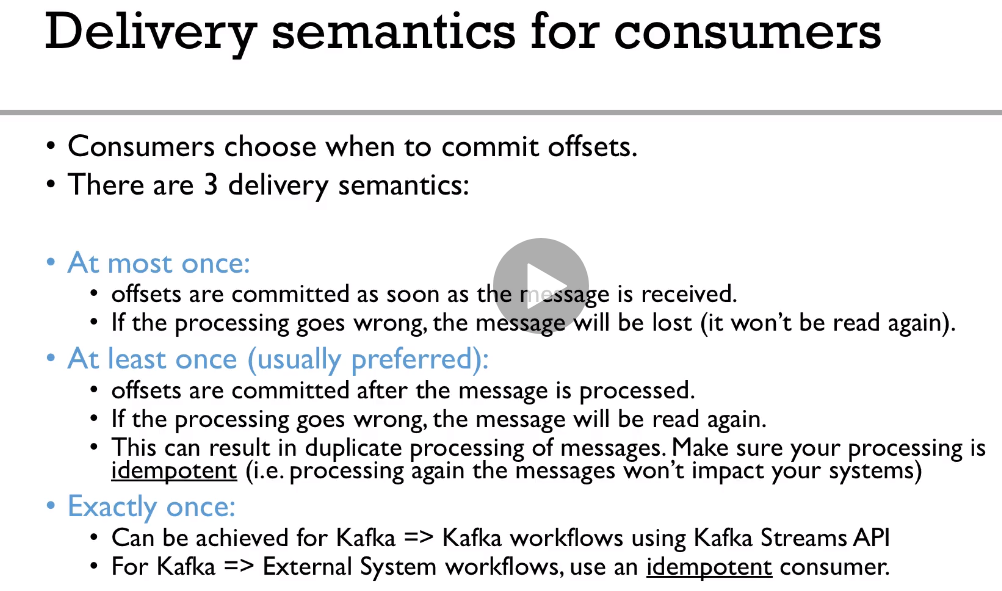 Delivery semantics for consumers
• Consumers choose when to commit offsets.
• There are 3 delivery semantics:
• At most once:
• offsets are committed as soon as the message is received.
• If the processing goes wrong, the message will be lost (it won't be read again).
• At least once (usually preferred):
• offsets are committed after the message is processed.
• If the processing goes wrong, the message will be read again.
• This can result in duplicate processing of messages. Make sure your processing is
idempotent (i.e. processing again the messages won't impact your systems)
• Exactly once:
• Can be achieved for Kafka => Kafka workflows using Kafka Streams API
• For Kafka => External System workflows, use an idempotent consumer.